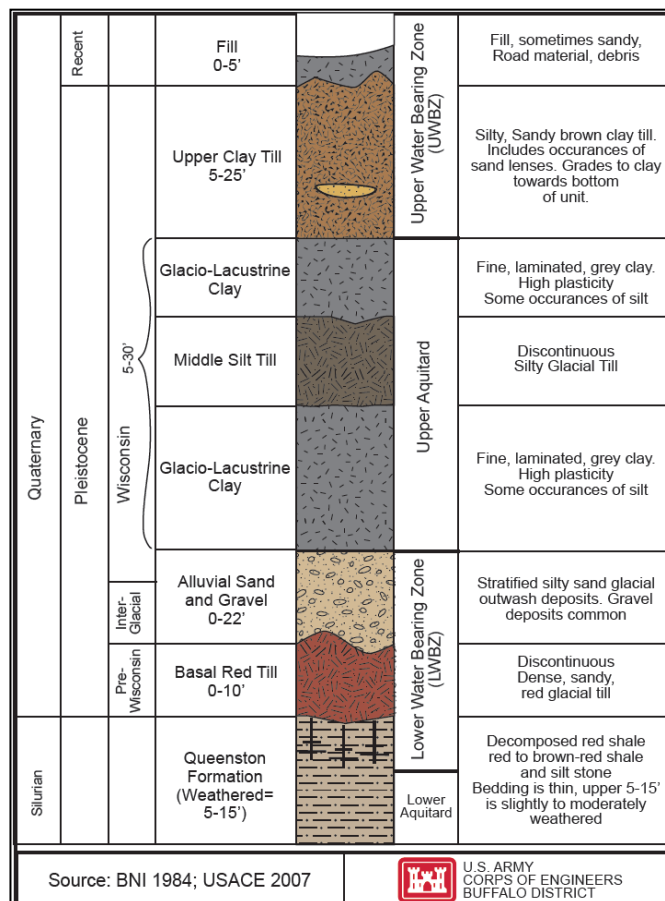 Recent
Fill
0-5'
Fill, sometimes sandy,
Road material, debris
Quaternary
Pleistocene
Upper Clay Till
5-25'
Upper Water Bearing Zone
(UWBZ)
Silty, Sandy brown clay till.
Includes occurances of
sand lenses. Grades to clay
towards bottom
of unit.
Wisconsin
5-30'
Glacio-Lacustrine
Clay
Upper Aquitard
Fine, laminated, grey clay.
High plasticity
Some occurances of silt
Middle Silt Till
Discontinuous
Silty Glacial Till
Glacio-Lacustrine
Clay
Fine, laminated, grey clay.
High plasticity
Some occurances of silt
Inter-
Glacial
Alluvial Sand
and Gravel
0-22'
Lower Water Bearing Zone
(LWBZ)
Stratified silty sand glacial
outwash deposits. Gravel
deposits common
Pre-
Wisconsin
Basal Red Till
0-10'
Discontinuous
Dense, sandy,
red glacial till
Silurian
Queenston
Formation
(Weathered=
5-15')
Lower
Aquitard
Decomposed red shale
red to brown-red shale
and silt stone
Bedding is thin, upper 5-15'
is slightly to moderately
weathered
Source: BNI 1984; USACE 2007
U.S. ARMY
CORPS OF ENGINEERS
BUFFALO DISTRICT